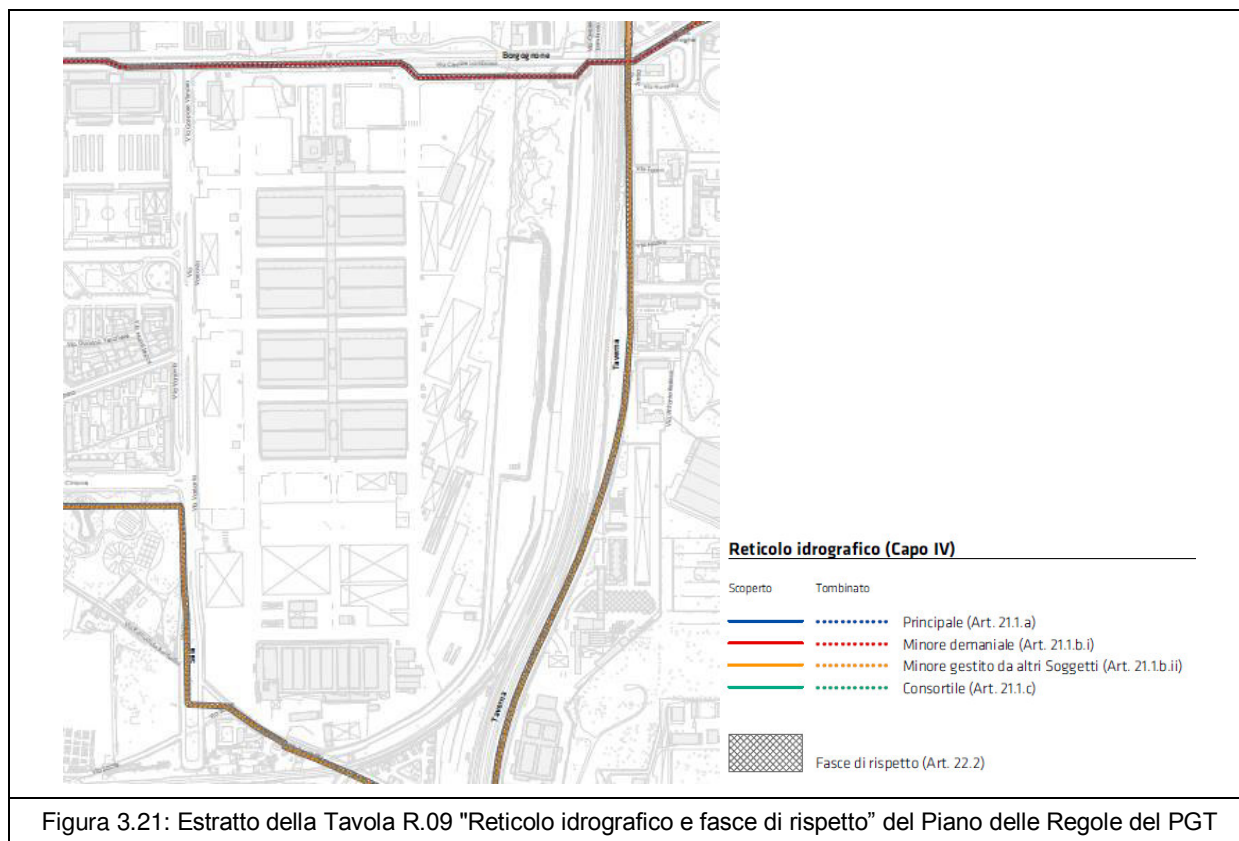 Borgognone
Taverna
Taverna
Reticolo idrografico (Capo IV)
Scoperto Tombinato
Principale (Art. 21.1.a)
Minore demaniale (Art. 21.1.b.i)
Minore gestito da altri Soggetti (Art. 21.1.b.ii)
Consortile (Art. 21.1.c)
Fasce di rispetto (Art. 22.2)
Figura 3.21: Estratto della Tavola R.09 "Reticolo idrografico e fasce di rispetto” del Piano delle Regole del PGT